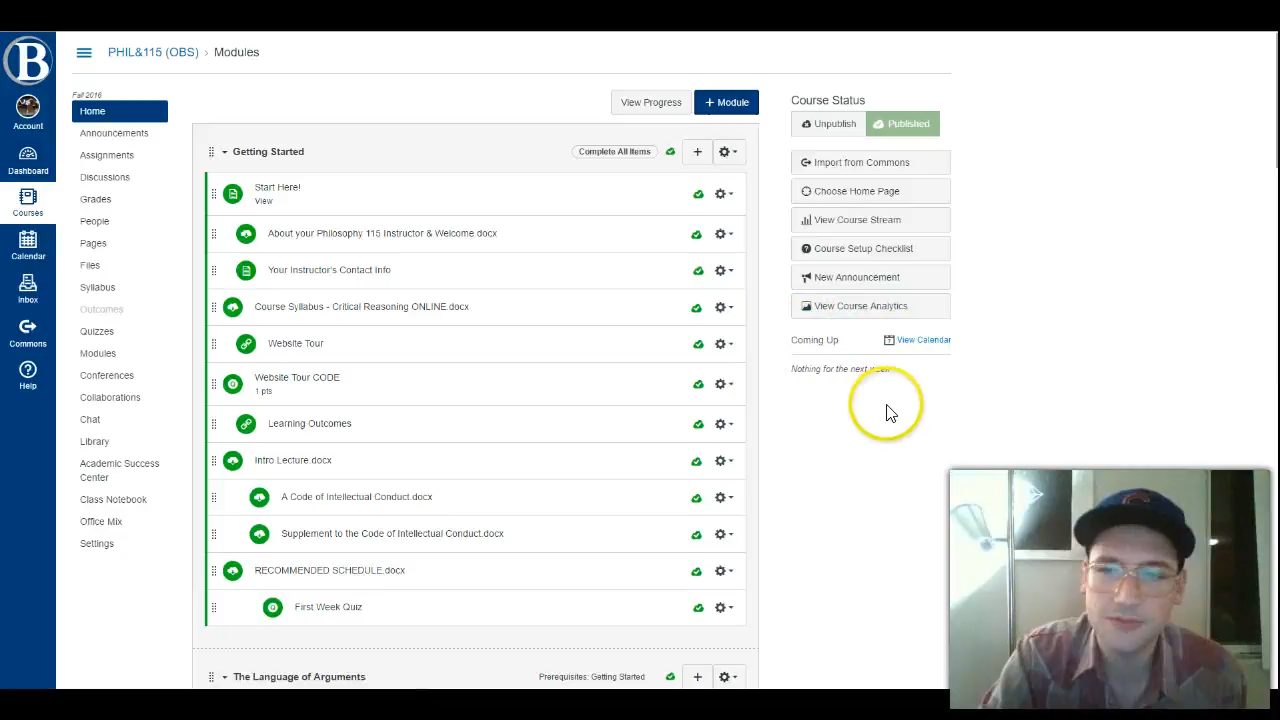 B
PHIL&115 (OBS) › Modules
Account
Dashboard
Courses
Calendar
Inbox
Commons
Help
Fall 2016
Home
Announcements
Assignments
Discussions
Grades
People
Pages
Files
Syllabus
Outcomes
Quizzes
Modules
Conferences
Collaborations
Chat
Library
Academic Success
Center
Class Notebook
Office Mix
Settings
View Progress
+ Module
Getting Started
Complete All Items
Start Here!
View
About your Philosophy 115 Instructor & Welcome.docx
Your Instructor's Contact Info
Course Syllabus - Critical Reasoning ONLINE.docx
Website Tour
Website Tour CODE
1 pts
Learning Outcomes
Intro Lecture.docx
A Code of Intellectual Conduct.docx
Supplement to the Code of Intellectual Conduct.docx
RECOMMENDED SCHEDULE.docx
First Week Quiz
The Language of Arguments
Prerequisites: Getting Started
Course Status
Unpublish
Published
Import from Commons
Choose Home Page
View Course Stream
Course Setup Checklist
New Announcement
View Course Analytics
Coming Up
View Calendar
Nothing for the next week